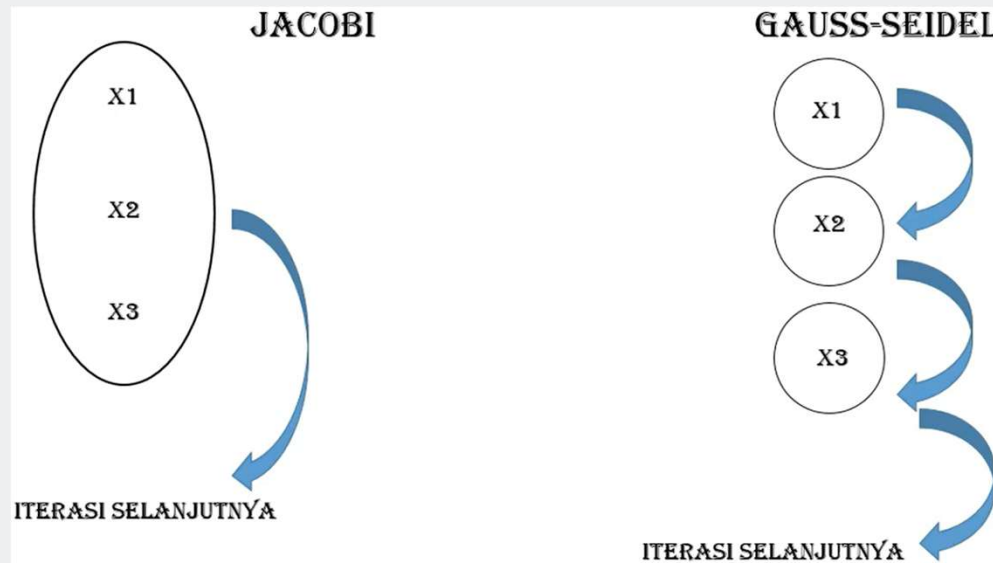 JACOBI
X1
X2
X3
ITERASI SELANJUTNYA
GAUSS-SEIDEL
X1
X2
X3
ITERASI SELANJUTNYA